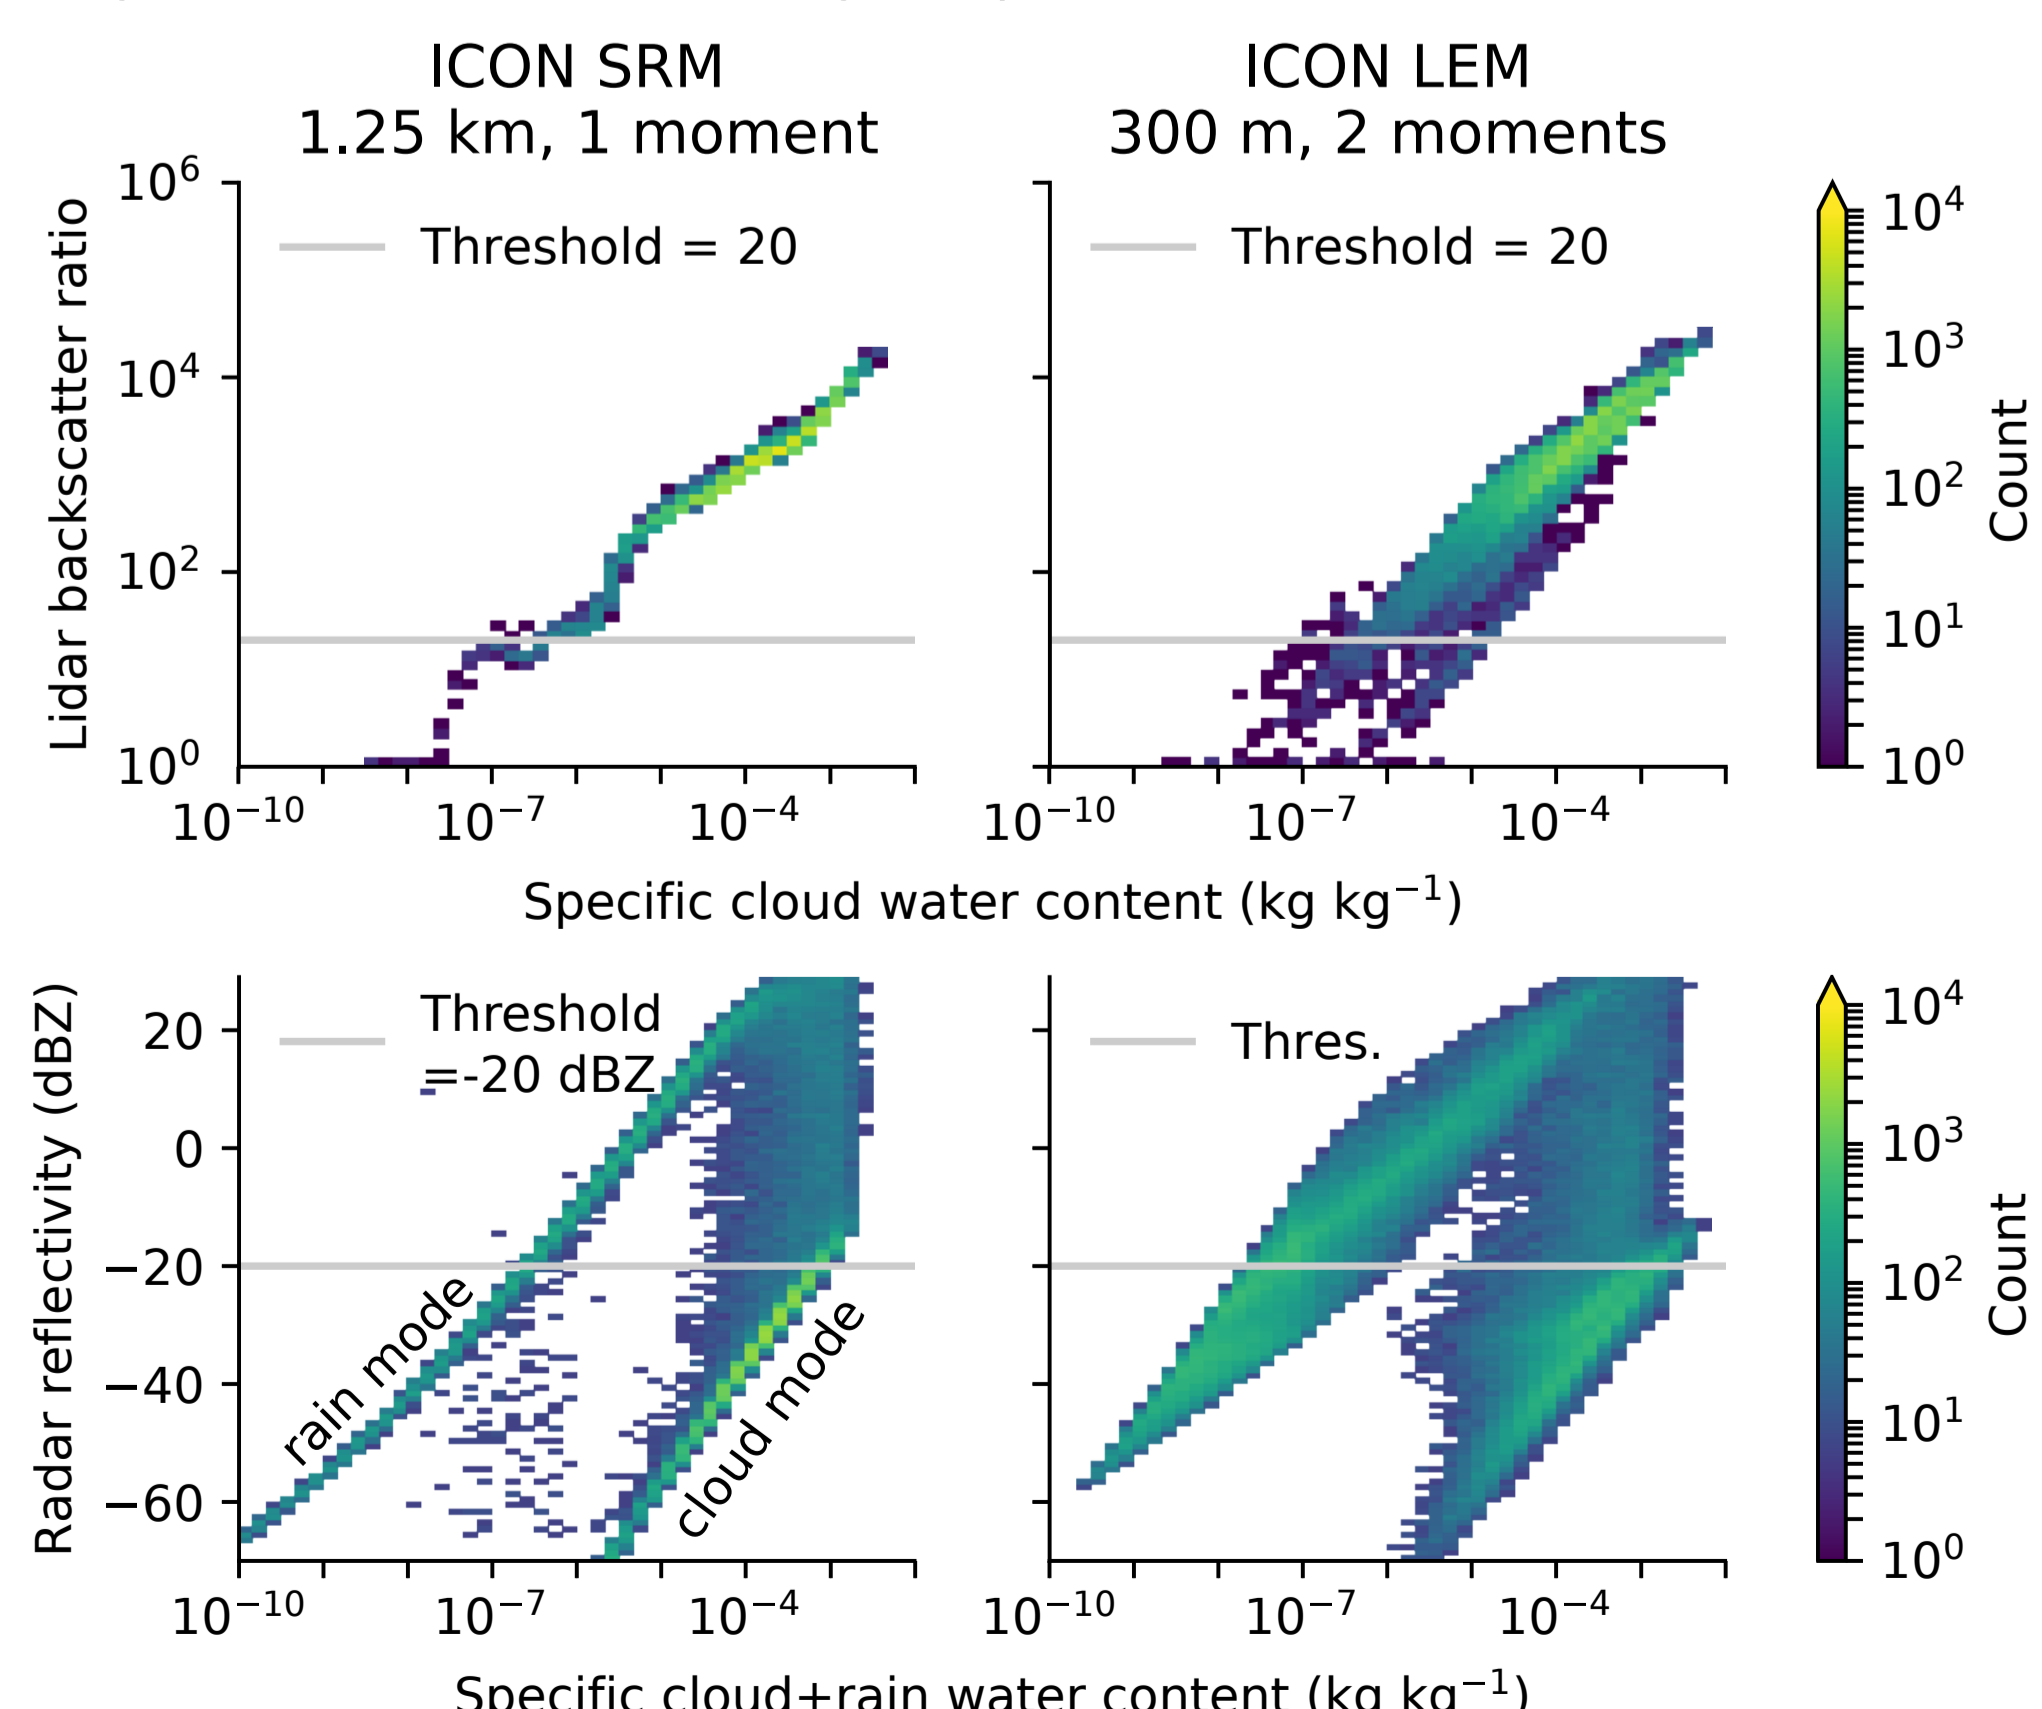 ICON SRM
1.25 km, 1 moment
ICON LEM
300 m, 2 moments
Lidar backscatter ratio
10⁶
10⁴
10²
10⁰
Threshold = 20
Threshold = 20
10⁻¹⁰
10⁻⁷
10⁻⁴
10⁻¹⁰
10⁻⁷
10⁻⁴
Specific cloud water content (kg kg⁻¹)
10⁴
10³
10²
10¹
10⁰
Count
Radar reflectivity (dBZ)
20
0
−20
−40
−60
Threshold
=-20 dBZ
rain mode
cloud mode
Thres.
10⁻¹⁰
10⁻⁷
10⁻⁴
10⁻¹⁰
10⁻⁷
10⁻⁴
Specific cloud+rain water content (kg kg⁻¹)
10⁴
10³
10²
10¹
10⁰
Count